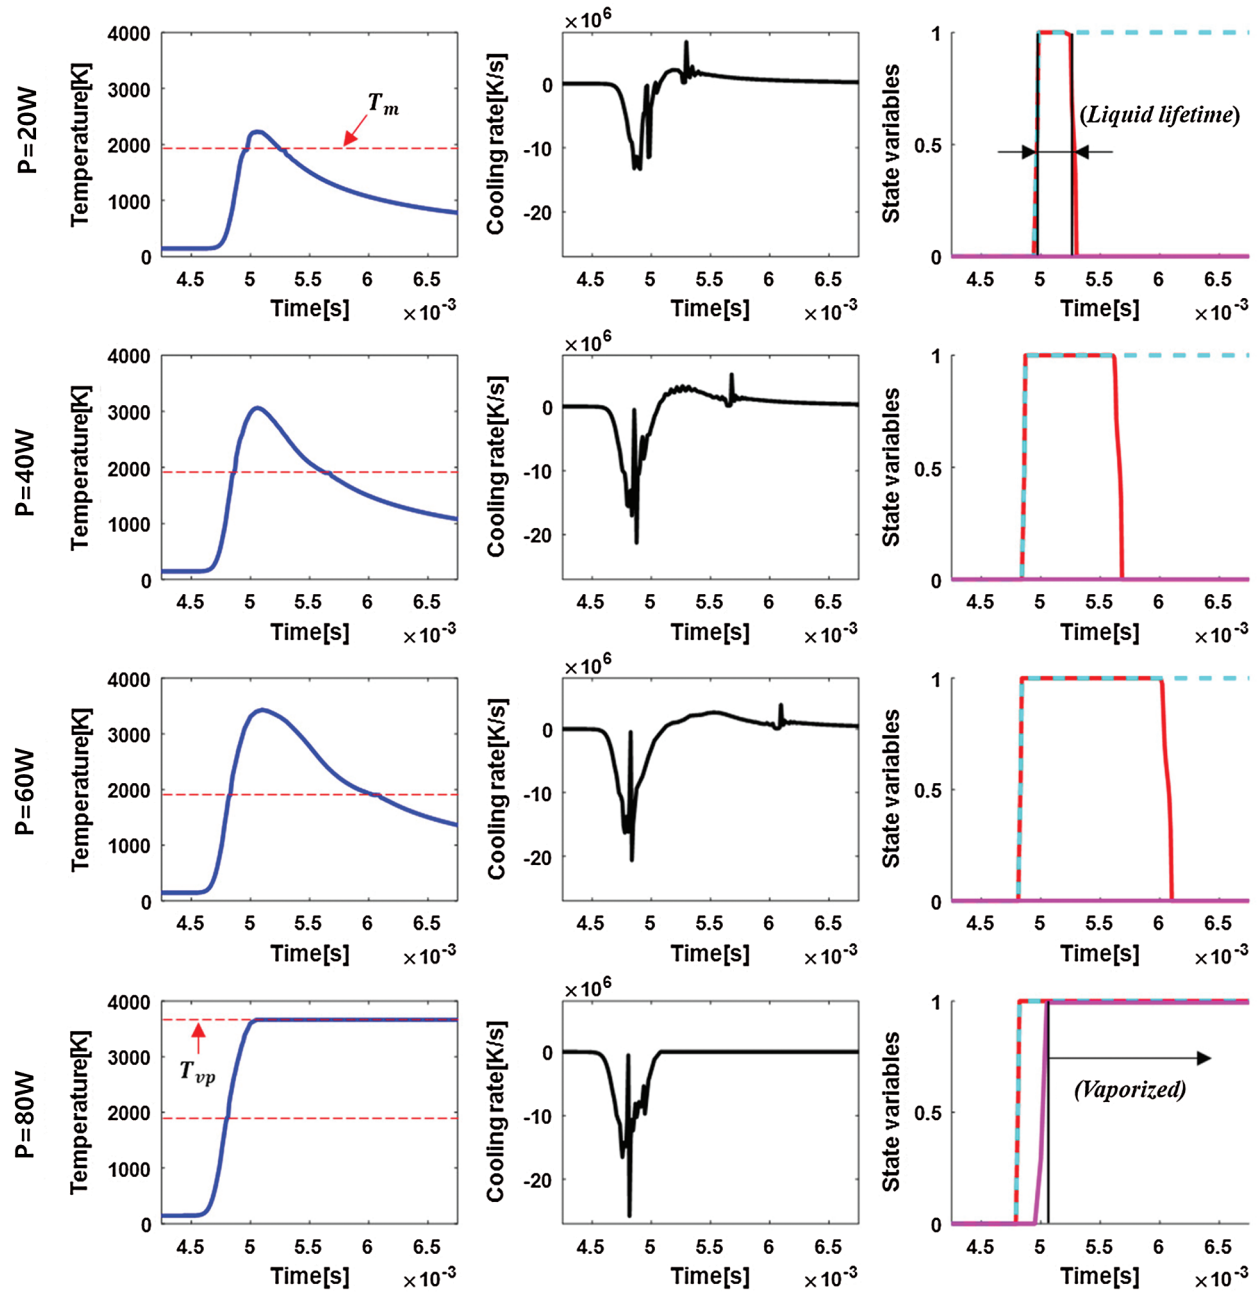 P=20W
Temperature[K]
4000
3000
2000
1000
0
T_m
4.5 5 5.5 6 6.5
Time[s] ×10⁻³
×10⁶
Cooling rate[K/s]
0
-10
-20
4.5 5 5.5 6 6.5
Time[s] ×10⁻³
State variables
1
0.5
0
(Liquid lifetime)
4.5 5 5.5 6 6.5
Time[s] ×10⁻³
P=40W
Temperature[K]
4000
3000
2000
1000
0
4.5 5 5.5 6 6.5
Time[s] ×10⁻³
×10⁶
Cooling rate[K/s]
0
-10
-20
4.5 5 5.5 6 6.5
Time[s] ×10⁻³
State variables
1
0.5
0
4.5 5 5.5 6 6.5
Time[s] ×10⁻³
P=60W
Temperature[K]
4000
3000
2000
1000
0
4.5 5 5.5 6 6.5
Time[s] ×10⁻³
×10⁶
Cooling rate[K/s]
0
-10
-20
4.5 5 5.5 6 6.5
Time[s] ×10⁻³
State variables
1
0.5
0
4.5 5 5.5 6 6.5
Time[s] ×10⁻³
P=80W
Temperature[K]
4000
3000
2000
1000
0
T_vp
4.5 5 5.5 6 6.5
Time[s] ×10⁻³
×10⁶
Cooling rate[K/s]
0
-10
-20
4.5 5 5.5 6 6.5
Time[s] ×10⁻³
State variables
1
0.5
0
(Vaporized)
4.5 5 5.5 6 6.5
Time[s] ×10⁻³